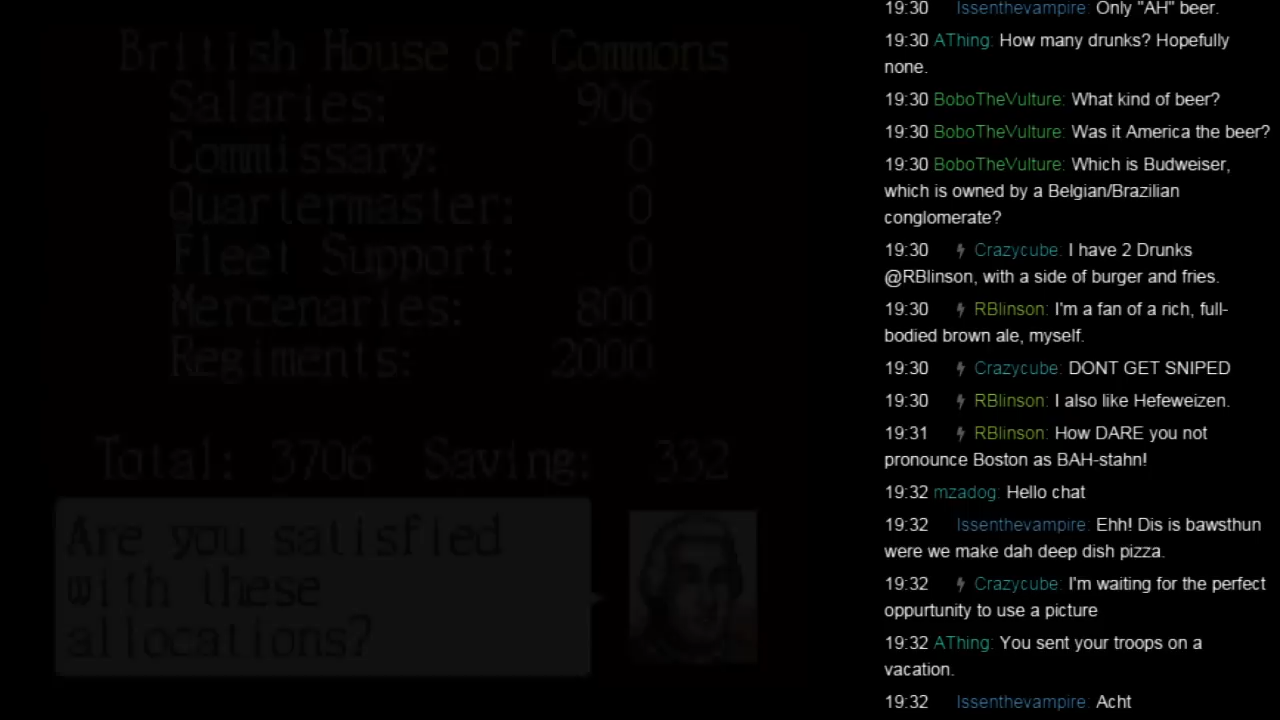 British House of Commons
Salaries: 906
Commissary: 0
Quartermaster: 0
Fleet Support: 0
Mercenaries: 800
Regiments: 2000
Total: 3706 Saving: 332
Are you satisfied
with these
allocations?
19:30 Issenthevampire: Only "AH" beer.
19:30 AThing: How many drunks? Hopefully
none.
19:30 BoboTheVulture: What kind of beer?
19:30 BoboTheVulture: Was it America the beer?
19:30 BoboTheVulture: Which is Budweiser,
which is owned by a Belgian/Brazilian
conglomerate?
19:30 Crazycube: I have 2 Drunks
@RBlinson, with a side of burger and fries.
19:30 RBlinson: I'm a fan of a rich, full-
bodied brown ale, myself.
19:30 Crazycube: DONT GET SNIPED
19:30 RBlinson: I also like Hefeweizen.
19:31 RBlinson: How DARE you not
pronounce Boston as BAH-stahn!
19:32 mzadog: Hello chat
19:32 Issenthevampire: Ehh! Dis is bawsthun
were we make dah deep dish pizza.
19:32 Crazycube: I'm waiting for the perfect
oppurtunity to use a picture
19:32 AThing: You sent your troops on a
vacation.
19:32 Issenthevampire: Acht